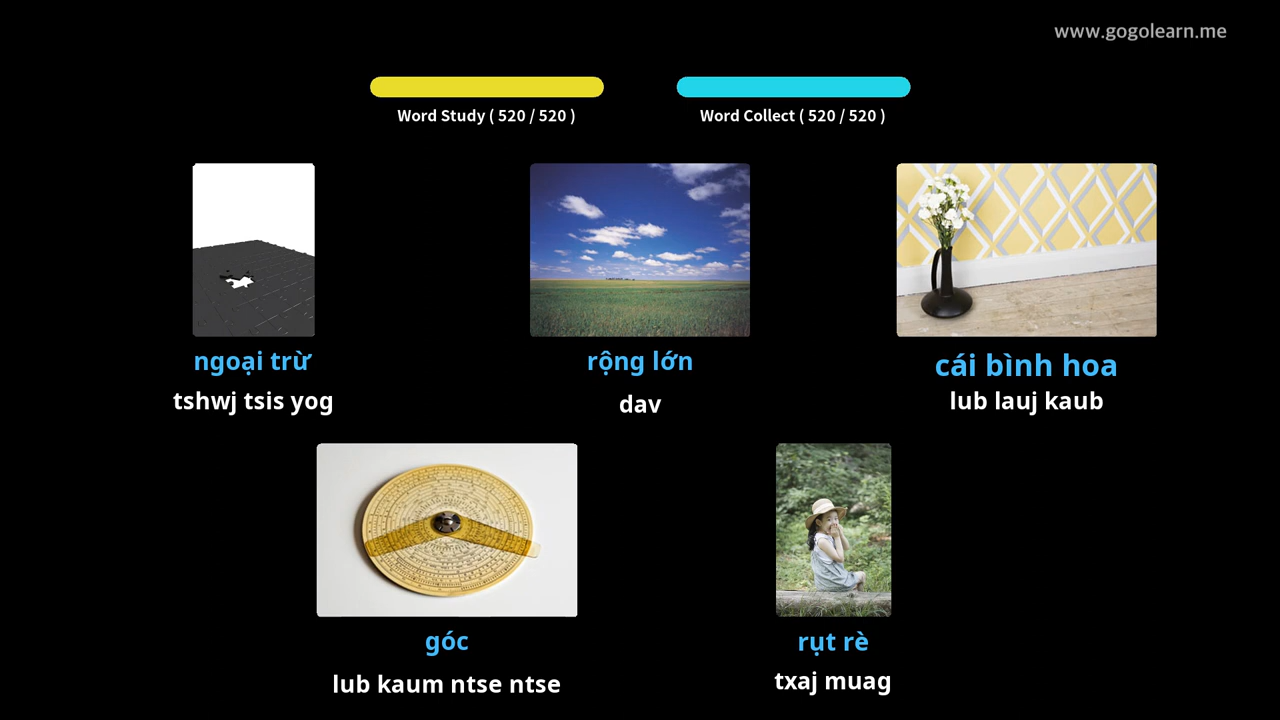 www.gogolearn.me
Word Study ( 520 / 520 )
Word Collect ( 520 / 520 )
ngoại trừ
tshwj tsis yog
rộng lớn
dav
cái bình hoa
lub lauj kaub
góc
lub kaum ntse ntse
rụt rè
txaj muag